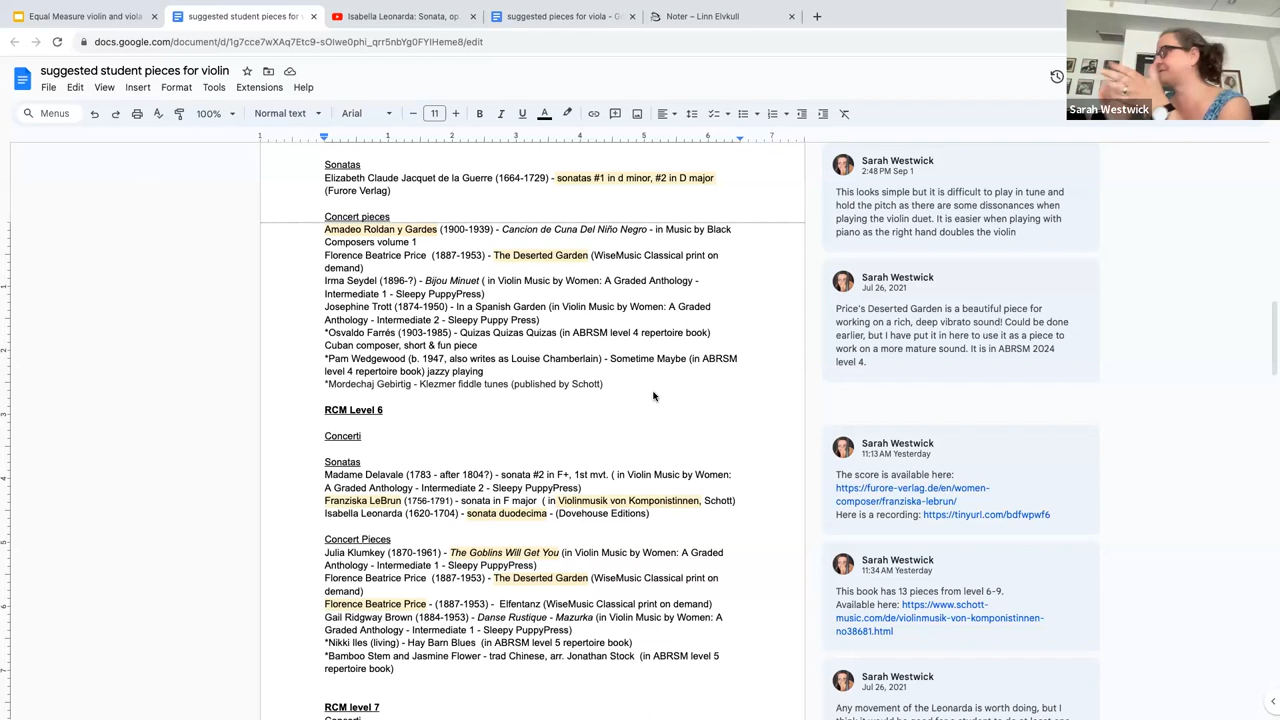 Equal Measure violin and viola
suggested student pieces for v
Isabella Leonarda: Sonata, op.
suggested pieces for viola - Go
Noter – Linn Elvkull
docs.google.com/document/d/1g7cce7wXAq7Etc9-sOIwe0phi_qrr5nbYg0FYIHeme8/edit
suggested student pieces for violin
File Edit View Insert Format Tools Extensions Help
Menus 100% Normal text Arial 11 B I U A
Sarah Westwick
1 1 2 3 4 5 6 7
Sonatas
Elizabeth Claude Jacquet de la Guerre (1664-1729) - sonatas #1 in d minor, #2 in D major
(Furore Verlag)
Concert pieces
Amadeo Roldan y Gardes (1900-1939) - Cancion de Cuna Del Niño Negro - in Music by Black
Composers volume 1
Florence Beatrice Price (1887-1953) - The Deserted Garden (WiseMusic Classical print on
demand)
Irma Seydel (1896-?) - Bijou Minuet ( in Violin Music by Women: A Graded Anthology -
Intermediate 1 - Sleepy PuppyPress)
Josephine Trott (1874-1950) - In a Spanish Garden (in Violin Music by Women: A Graded
Anthology - Intermediate 2 - Sleepy Puppy Press)
*Osvaldo Farrés (1903-1985) - Quizas Quizas Quizas (in ABRSM level 4 repertoire book)
Cuban composer, short & fun piece
*Pam Wedgewood (b. 1947, also writes as Louise Chamberlain) - Sometime Maybe (in ABRSM
level 4 repertoire book) jazzy playing
*Mordechaj Gebirtig - Klezmer fiddle tunes (published by Schott)
RCM Level 6
Concerti
Sonatas
Madame Delavale (1783 - after 1804?) - sonata #2 in F+, 1st mvt. ( in Violin Music by Women:
A Graded Anthology - Intermediate 2 - Sleepy PuppyPress)
Franziska LeBrun (1756-1791) - sonata in F major ( in Violinmusik von Komponistinnen, Schott)
Isabella Leonarda (1620-1704) - sonata duodecima - (Dovehouse Editions)
Concert Pieces
Julia Klumkey (1870-1961) - The Goblins Will Get You (in Violin Music by Women: A Graded
Anthology - Intermediate 1 - Sleepy PuppyPress)
Florence Beatrice Price (1887-1953) - The Deserted Garden (WiseMusic Classical print on
demand)
Florence Beatrice Price - (1887-1953) - Elfentanz (WiseMusic Classical print on demand)
Gail Ridgway Brown (1884-1953) - Danse Rustique - Mazurka (in Violin Music by Women: A
Graded Anthology - Intermediate 1 - Sleepy PuppyPress)
*Nikki Iles (living) - Hay Barn Blues (in ABRSM level 5 repertoire book)
*Bamboo Stem and Jasmine Flower - trad Chinese, arr. Jonathan Stock (in ABRSM level 5
repertoire book)
RCM level 7
Concerti
Sarah Westwick
2:48 PM Sep 1
This looks simple but it is difficult to play in tune and
hold the pitch as there are some dissonances when
playing the violin duet. It is easier when playing with
piano as the right hand doubles the violin
Sarah Westwick
Jul 26, 2021
Price's Deserted Garden is a beautiful piece for
working on a rich, deep vibrato sound! Could be done
earlier, but I have put it in here to use it as a piece to
work on a more mature sound. It is in ABRSM 2024
level 4.
Sarah Westwick
11:13 AM Yesterday
The score is available here:
https://furore-verlag.de/en/women-
composer/franziska-lebrun/
Here is a recording: https://tinyurl.com/bdfwpwf6
Sarah Westwick
11:34 AM Yesterday
This book has 13 pieces from level 6-9.
Available here: https://www.schott-
music.com/de/violinmusik-von-komponistinnen-
no38681.html
Sarah Westwick
Jul 26, 2021
Any movement of the Leonarda is worth doing, but I